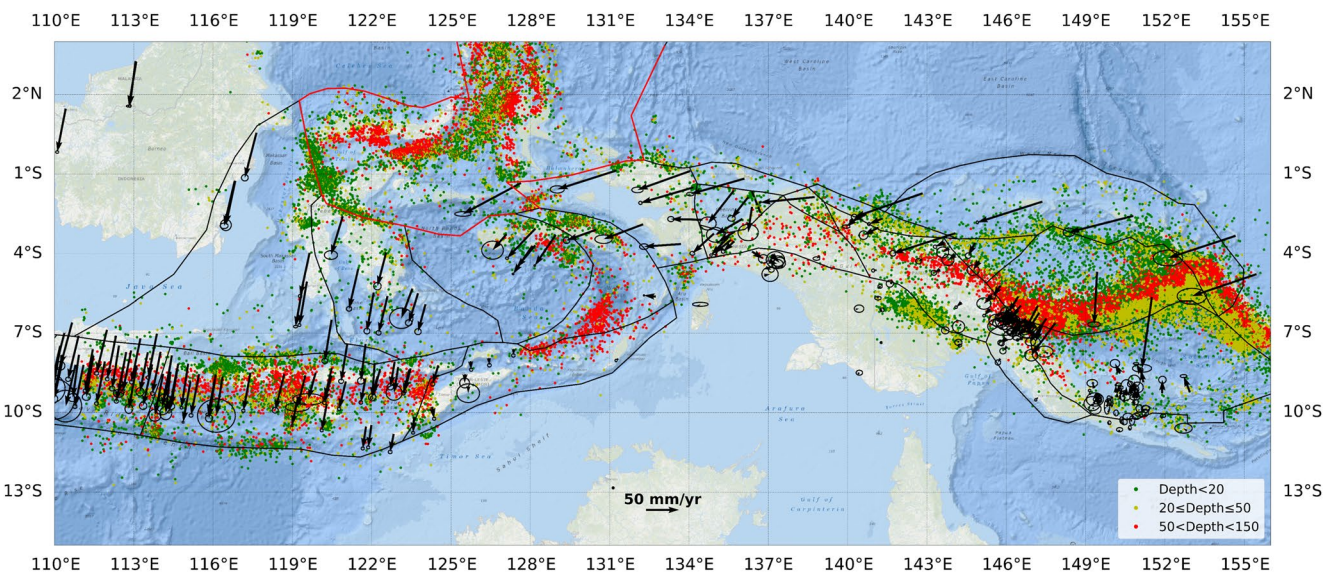 110°E 113°E 116°E 119°E 122°E 125°E 128°E 131°E 134°E 137°E 140°E 143°E 146°E 149°E 152°E 155°E
2°N 2°N
1°S 1°S
4°S 4°S
Java Sea
7°S 7°S
Gulf of
Papua
10°S 10°S
Arafura
Sea
Timor Sea
Sahul Shelf
13°S 13°S
50 mm/yr
Gulf of
Carpentaria
Depth<20
20≤Depth≤50
50<Depth<150
110°E 113°E 116°E 119°E 122°E 125°E 128°E 131°E 134°E 137°E 140°E 143°E 146°E 149°E 152°E 155°E